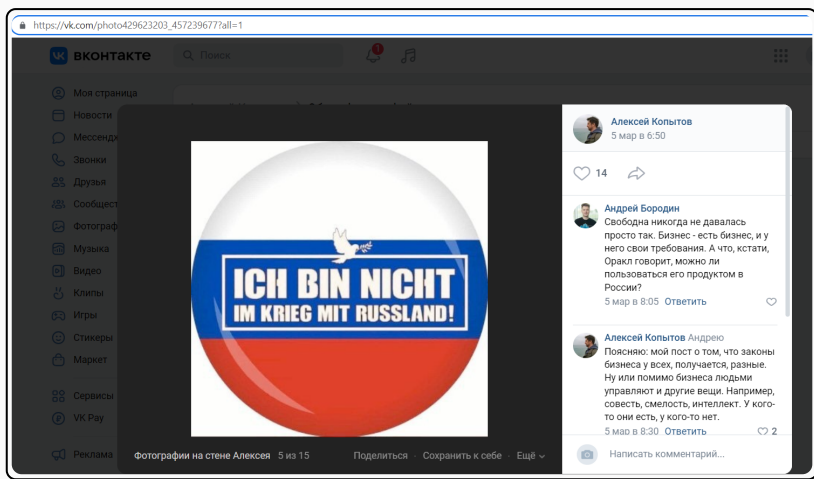 https://vk.com/photo429623203_457239677?all=1
вконтакте
Поиск
1
Моя страница
Новости
Мессендж
Звонки
Друзья
Сообщест
Фотограф
Музыка
Видео
Клипы
Игры
Стикеры
Маркет
Сервисы
VK Pay
Реклама
ICH BIN NICHT
IM KRIEG MIT RUSSLAND!
Фотографии на стене Алексея 5 из 15
Поделиться · Сохранить к себе · Ещё
Алексей Копытов
5 мар в 6:50
14
Андрей Бородин
Свободна никогда не давалась
просто так. Бизнес - есть бизнес, и у
него свои требования. А что, кстати,
Оракл говорит, можно ли
пользоваться его продуктом в
России?
5 мар в 8:05 Ответить
Алексей Копытов Андрею
Поясняю: мой пост о том, что законы
бизнеса у всех, получается, разные.
Ну или помимо бизнеса людьми
управляют и другие вещи. Например,
совесть, смелость, интеллект. У кого-
то они есть, у кого-то нет.
5 мар в 8:30 Ответить
2
Написать комментарий...